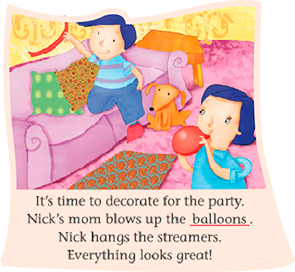 It's time to decorate for the party.
Nick's mom blows up the balloons.
Nick hangs the streamers.
Everything looks great!